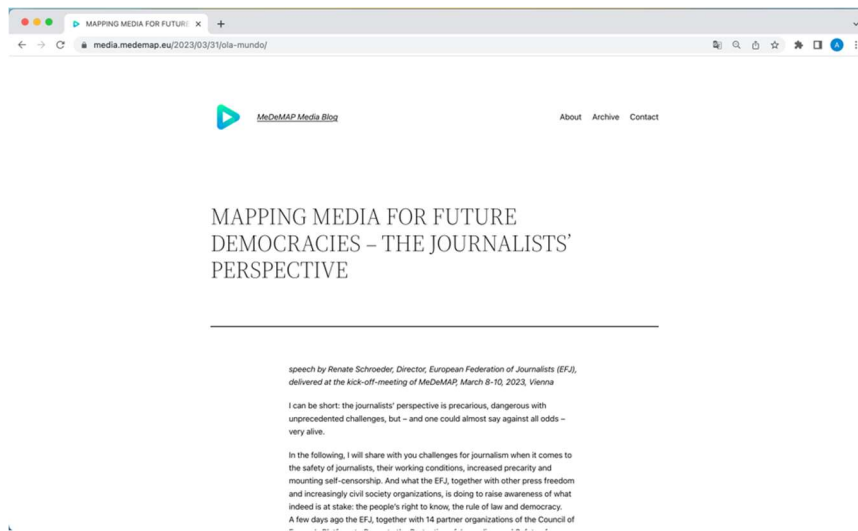 MAPPING MEDIA FOR FUTURE
media.medemap.eu/2023/03/31/ola-mundo/
A
MeDeMAP Media Blog
About Archive Contact
MAPPING MEDIA FOR FUTURE
DEMOCRACIES – THE JOURNALISTS’
PERSPECTIVE
speech by Renate Schroeder, Director, European Federation of Journalists (EFJ),
delivered at the kick-off-meeting of MeDeMAP, March 8-10, 2023, Vienna
I can be short: the journalists’ perspective is precarious, dangerous with
unprecedented challenges, but – and one could almost say against all odds –
very alive.
In the following, I will share with you challenges for journalism when it comes to
the safety of journalists, their working conditions, increased precarity and
mounting self-censorship. And what the EFJ, together with other press freedom
and increasingly civil society organizations, is doing to raise awareness of what
indeed is at stake: the people’s right to know, the rule of law and democracy.
A few days ago the EFJ, together with 14 partner organizations of the Council of